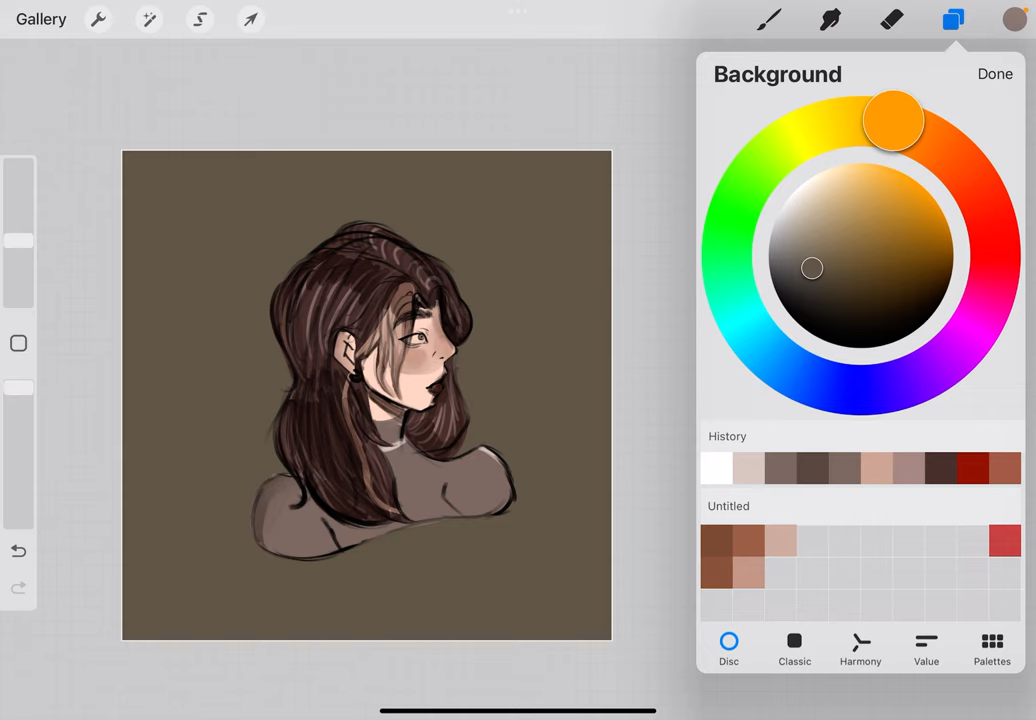 Gallery
Background
Done
History
Untitled
Disc
Classic
Harmony
Value
Palettes